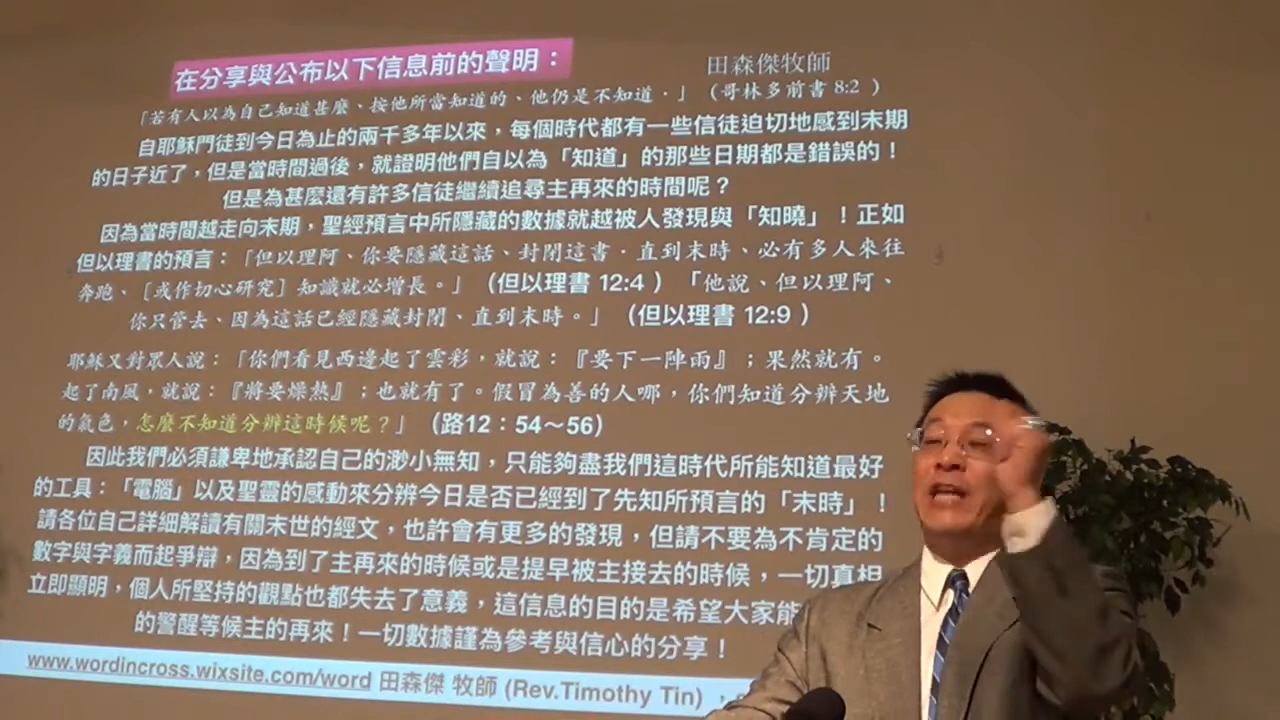 在分享與公布以下信息前的聲明：
田森傑牧師
「若有人以為自己知道甚麼、按他所當知道的、他仍是不知道．」（哥林多前書 8:2 ）
自耶穌門徒到今日為止的兩千多年以來，每個時代都有一些信徒迫切地感到末期
的日子近了，但是當時間過後，就證明他們自以為「知道」的那些日期都是錯誤的！
但是為甚麼還有許多信徒繼續追尋主再來的時間呢？
因為當時間越走向末期，聖經預言中所隱藏的數據就越被人發現與「知曉」！正如
但以理書的預言：「但以理阿、你要隱藏這話、封閉這書．直到末時、必有多人來往
奔跑、［或作切心研究］知識就必增長。」（但以理書 12:4 ）「他說、但以理阿、
你只管去、因為這話已經隱藏封閉、直到末時。」（但以理書 12:9 ）
耶穌又對眾人說：「你們看見西邊起了雲彩，就說：『要下一陣雨』；果然就有。
起了南風，就說：『將要燥熱』；也就有了。假冒為善的人哪，你們知道分辨天地
的氣色，怎麼不知道分辨這時候呢？」（路12：54～56）
因此我們必須謙卑地承認自己的渺小無知，只能夠盡我們這時代所能知道最好
的工具：「電腦」以及聖靈的感動來分辨今日是否已經到了先知所預言的「末時」！
請各位自己詳細解讀有關末世的經文，也許會有更多的發現，但請不要為不肯定的
數字與字義而起爭辯，因為到了主再來的時候或是提早被主接去的時候，一切真相
立即顯明，個人所堅持的觀點也都失去了意義，這信息的目的是希望大家能
的警醒等候主的再來！一切數據謹為參考與信心的分享！
www.wordincross.wixsite.com/word 田森傑 牧師 (Rev.Timothy Tin) ，